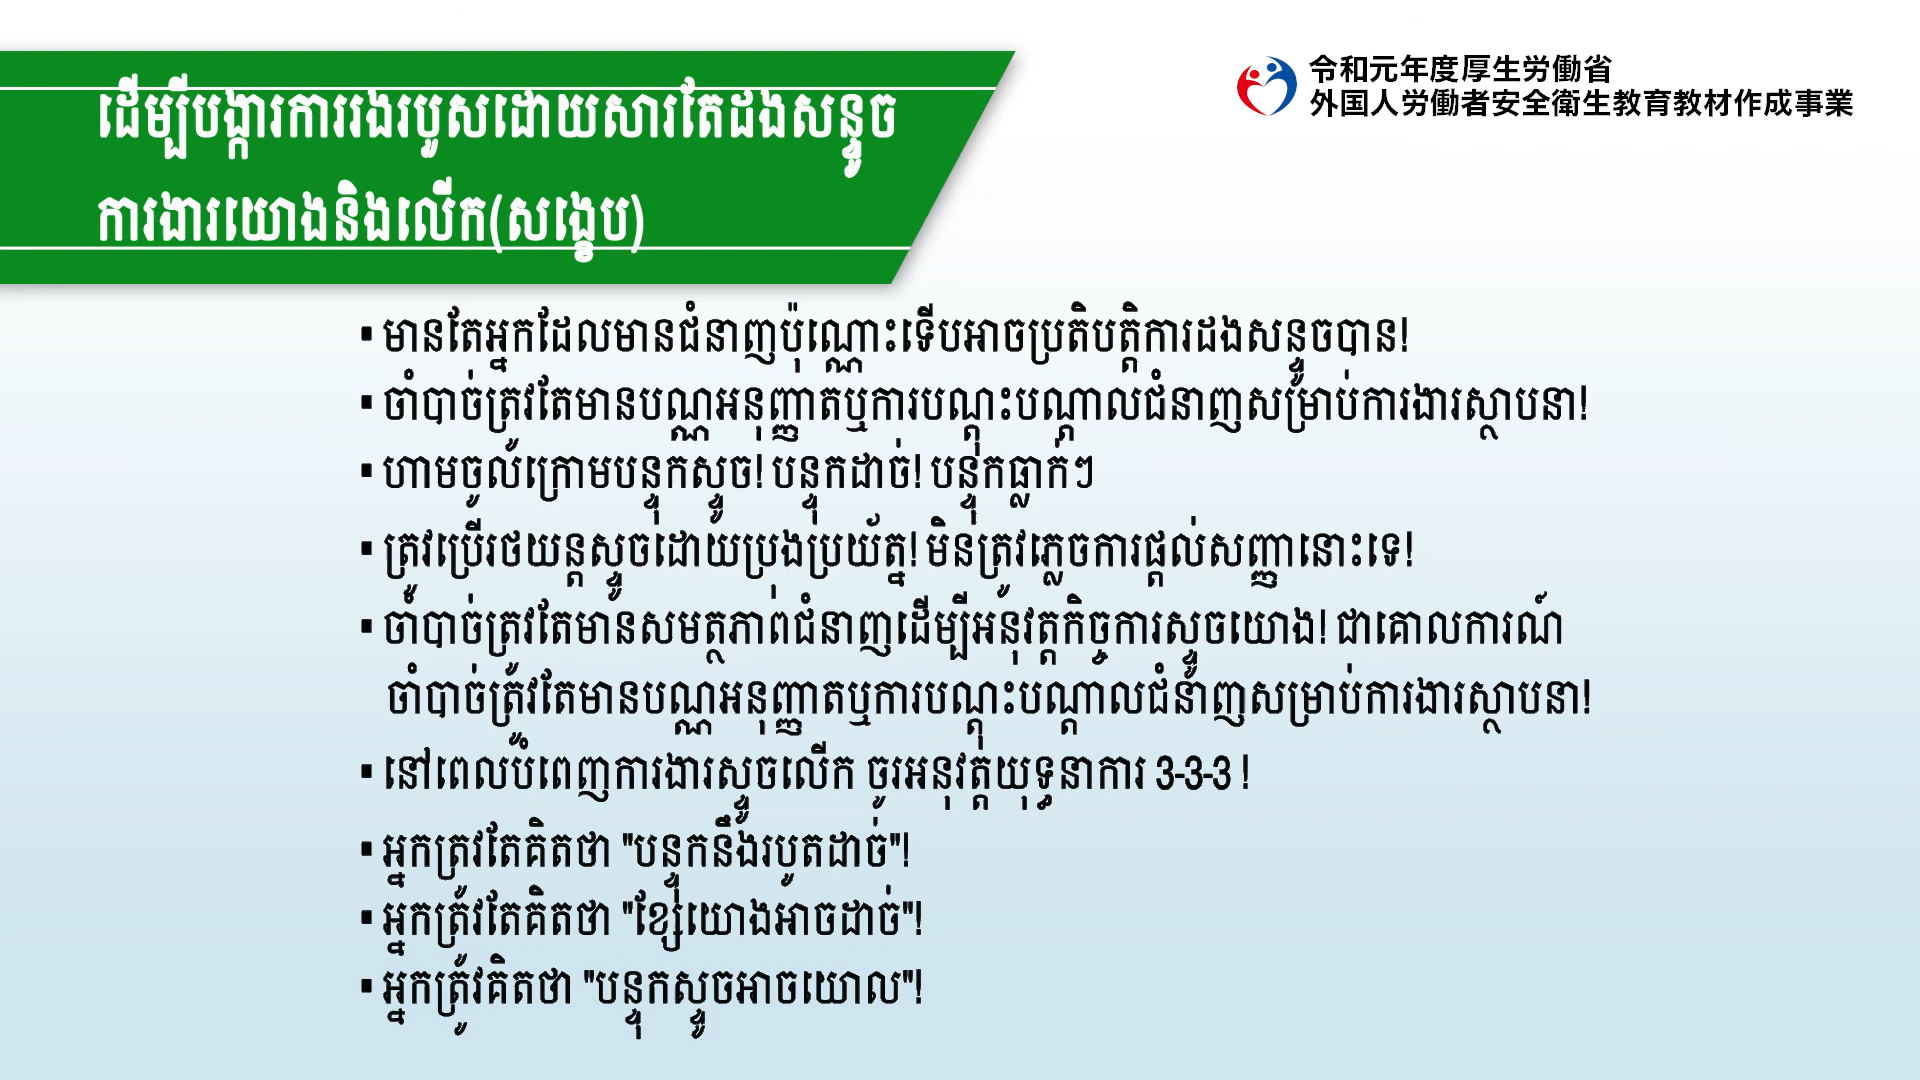 ដើម្បីបង្ការការរងរបួសដោយសារតែដងសន្ទូច
ការងារយោងនិងលើក(សង្ខេប)
令和元年度厚生労働省
外国人労働者安全衛生教育教材作成事業
▪ មានតែអ្នកដែលមានជំនាញប៉ុណ្ណោះទើបអាចប្រតិបត្តិការដងសន្ទូចបាន!
▪ ចាំបាច់ត្រូវតែមានបណ្ណអនុញ្ញាតឬការបណ្តុះបណ្តាលជំនាញសម្រាប់ការងារស្ថាបនា!
▪ ហាមចូលក្រោមបន្ទុកស្ទូច! បន្ទុកដាច់! បន្ទុកធ្លាក់ៗ
▪ ត្រូវប្រើរថយន្តស្ទូចដោយប្រុងប្រយ័ត្ន! មិនត្រូវភ្លេចការផ្តល់សញ្ញានោះទេ!
▪ ចាំបាច់ត្រូវតែមានសមត្ថភាពជំនាញដើម្បីអនុវត្តកិច្ចការស្ទូចយោង! ជាគោលការណ៍
ចាំបាច់ត្រូវតែមានបណ្ណអនុញ្ញាតឬការបណ្តុះបណ្តាលជំនាញសម្រាប់ការងារស្ថាបនា!
▪ នៅពេលបំពេញការងារស្ទូចលើក ចូរអនុវត្តយុទ្ធនាការ 3-3-3 !
▪ អ្នកត្រូវតែគិតថា "បន្ទុកនឹងរបូតដាច់"!
▪ អ្នកត្រូវតែគិតថា "ខ្សែយោងអាចដាច់"!
▪ អ្នកត្រូវគិតថា "បន្ទុកស្ទូចអាចយោល"!